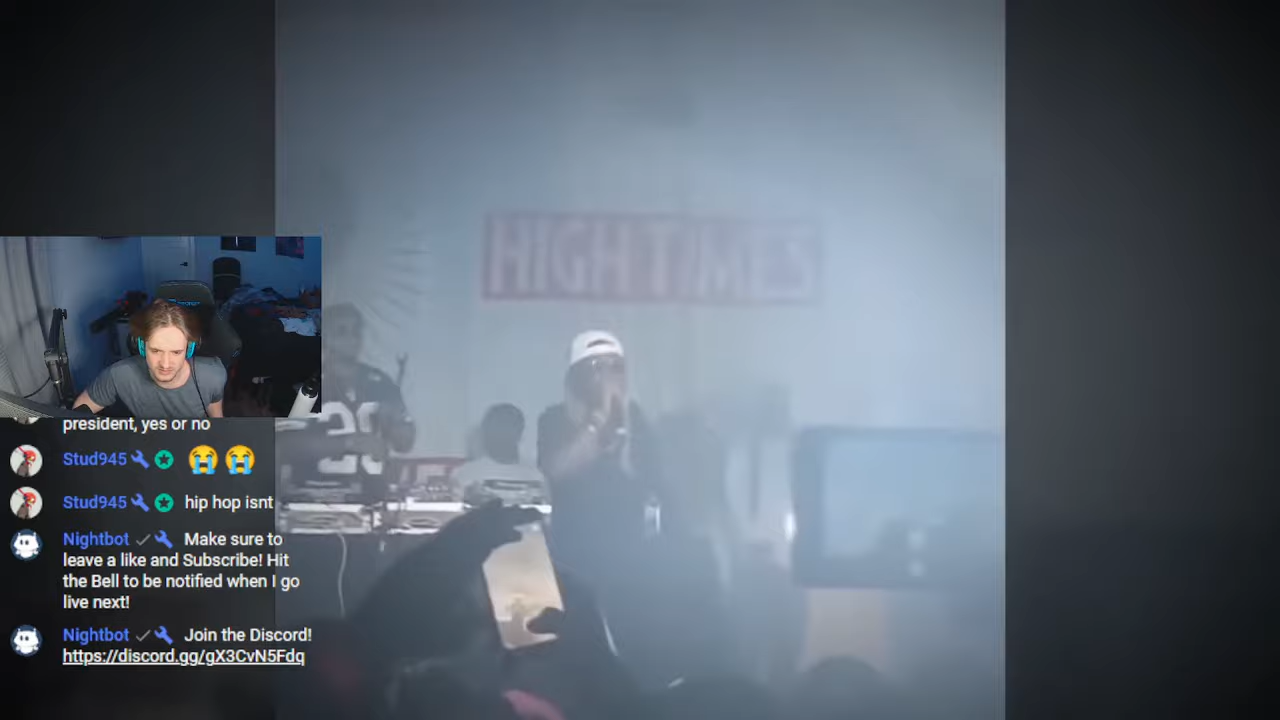 HIGH TIMES
20
president, yes or no
Stud945 😭😭
Stud945 hip hop isnt
Nightbot Make sure to
leave a like and Subscribe! Hit
the Bell to be notified when I go
live next!
Nightbot Join the Discord!
https://discord.gg/gX3CvN5Fdq